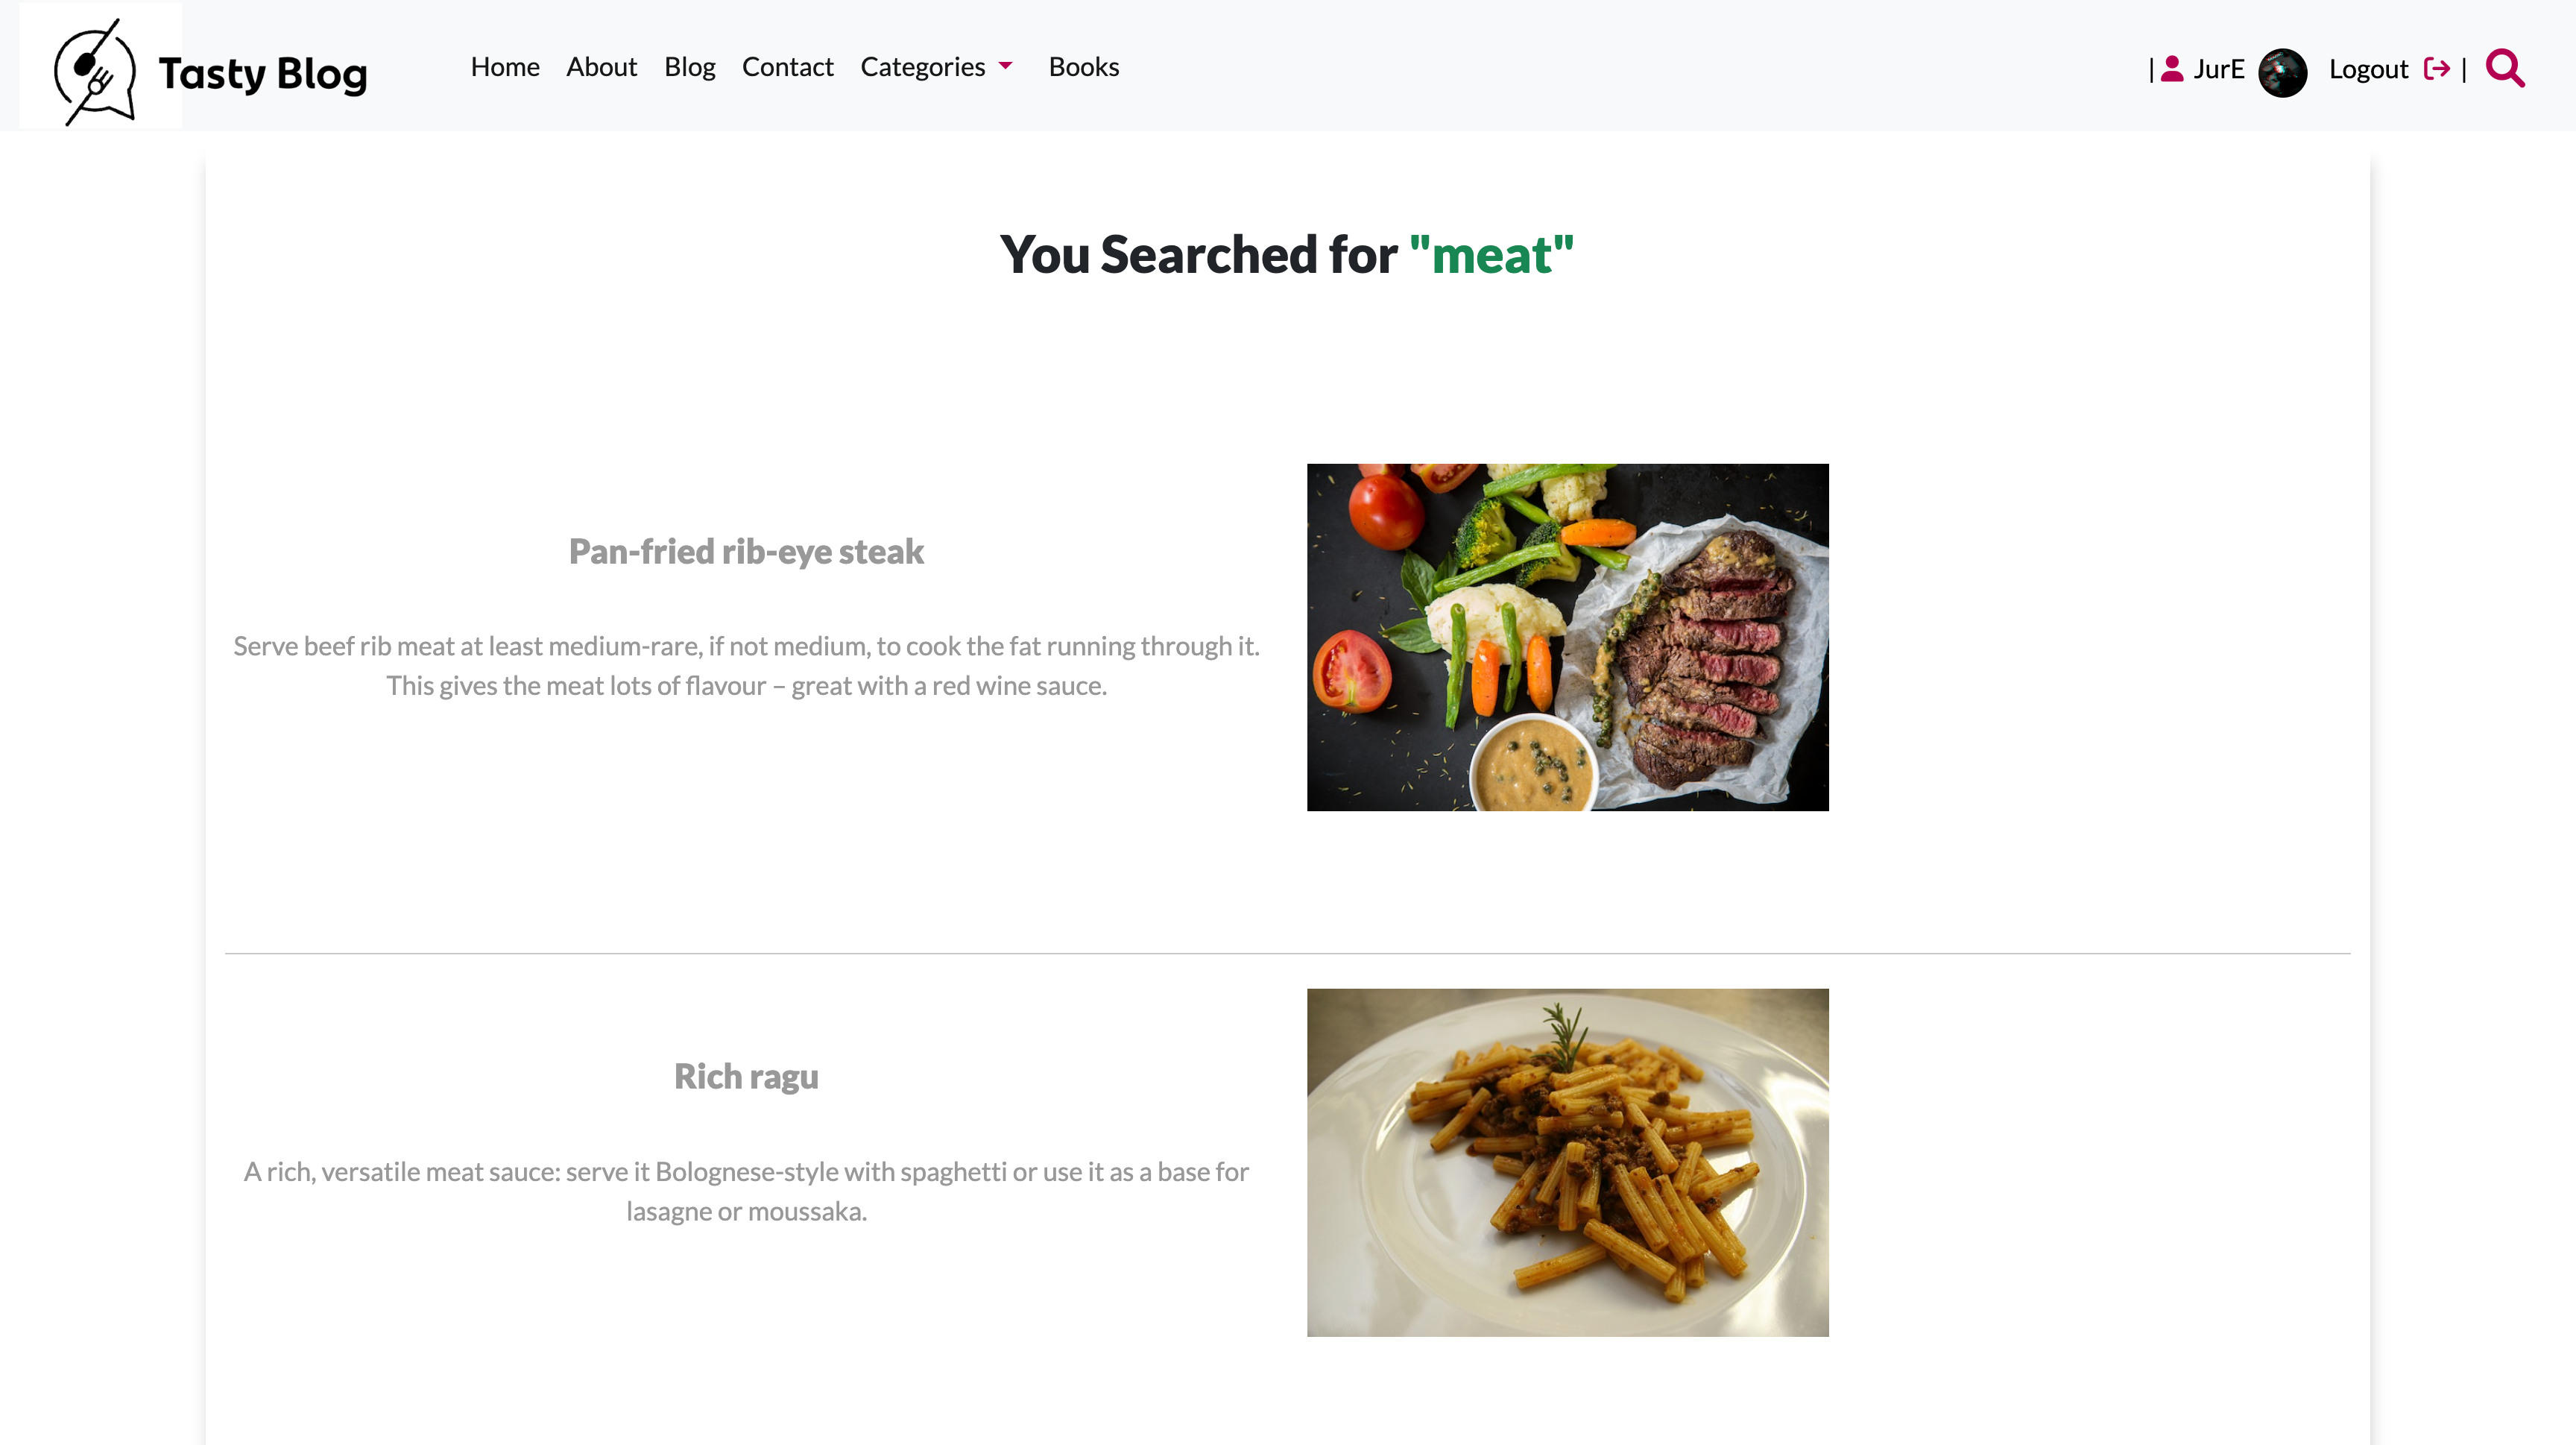 Tasty Blog
Home About Blog Contact Categories Books
| JurE Logout |
You Searched for "meat"
Pan-fried rib-eye steak
Serve beef rib meat at least medium-rare, if not medium, to cook the fat running through it.
This gives the meat lots of flavour – great with a red wine sauce.
Rich ragu
A rich, versatile meat sauce: serve it Bolognese-style with spaghetti or use it as a base for
lasagne or moussaka.